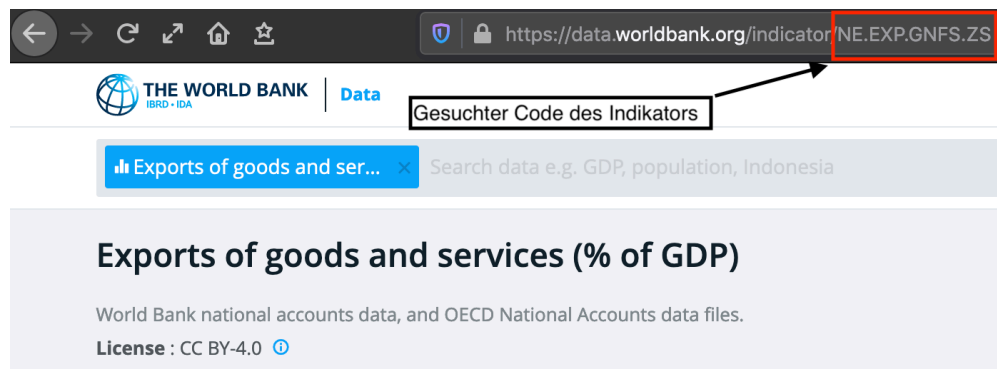 https://data.worldbank.org/indicator/NE.EXP.GNFS.ZS
THE WORLD BANK
IBRD • IDA
Data
Gesuchter Code des Indikators
Exports of goods and ser... ×
Search data e.g. GDP, population, Indonesia
Exports of goods and services (% of GDP)
World Bank national accounts data, and OECD National Accounts data files.
License : CC BY-4.0